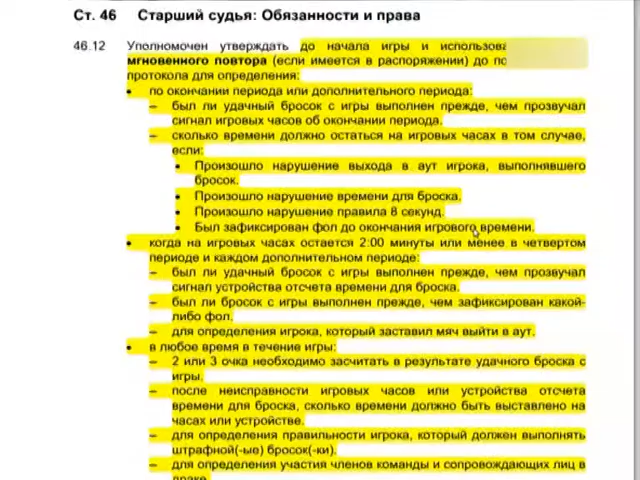 Ст. 46 Старший судья: Обязанности и права
46.12 Уполномочен утверждать до начала игры и использова
мгновенного повтора (если имеется в распоряжении) до по
протокола для определения:
• по окончании периода или дополнительного периода:
– был ли удачный бросок с игры выполнен прежде, чем прозвучал
сигнал игровых часов об окончании периода.
– сколько времени должно остаться на игровых часах в том случае,
если:
• Произошло нарушение выхода в аут игрока, выполнявшего
бросок.
• Произошло нарушение времени для броска.
• Произошло нарушение правила 8 секунд.
• Был зафиксирован фол до окончания игрового времени.
• когда на игровых часах остается 2:00 минуты или менее в четвертом
периоде и каждом дополнительном периоде:
– был ли удачный бросок с игры выполнен прежде, чем прозвучал
сигнал устройства отсчета времени для броска.
– был ли бросок с игры выполнен прежде, чем зафиксирован какой-
либо фол.
– для определения игрока, который заставил мяч выйти в аут.
• в любое время в течение игры:
– 2 или 3 очка необходимо засчитать в результате удачного броска с
игры.
– после неисправности игровых часов или устройства отсчета
времени для броска, сколько времени должно быть выставлено на
часах или устройстве.
– для определения правильности игрока, который должен выполнять
штрафной(-ые) бросок(-ки).
– для определения участия членов команды и сопровождающих лиц в
драке.